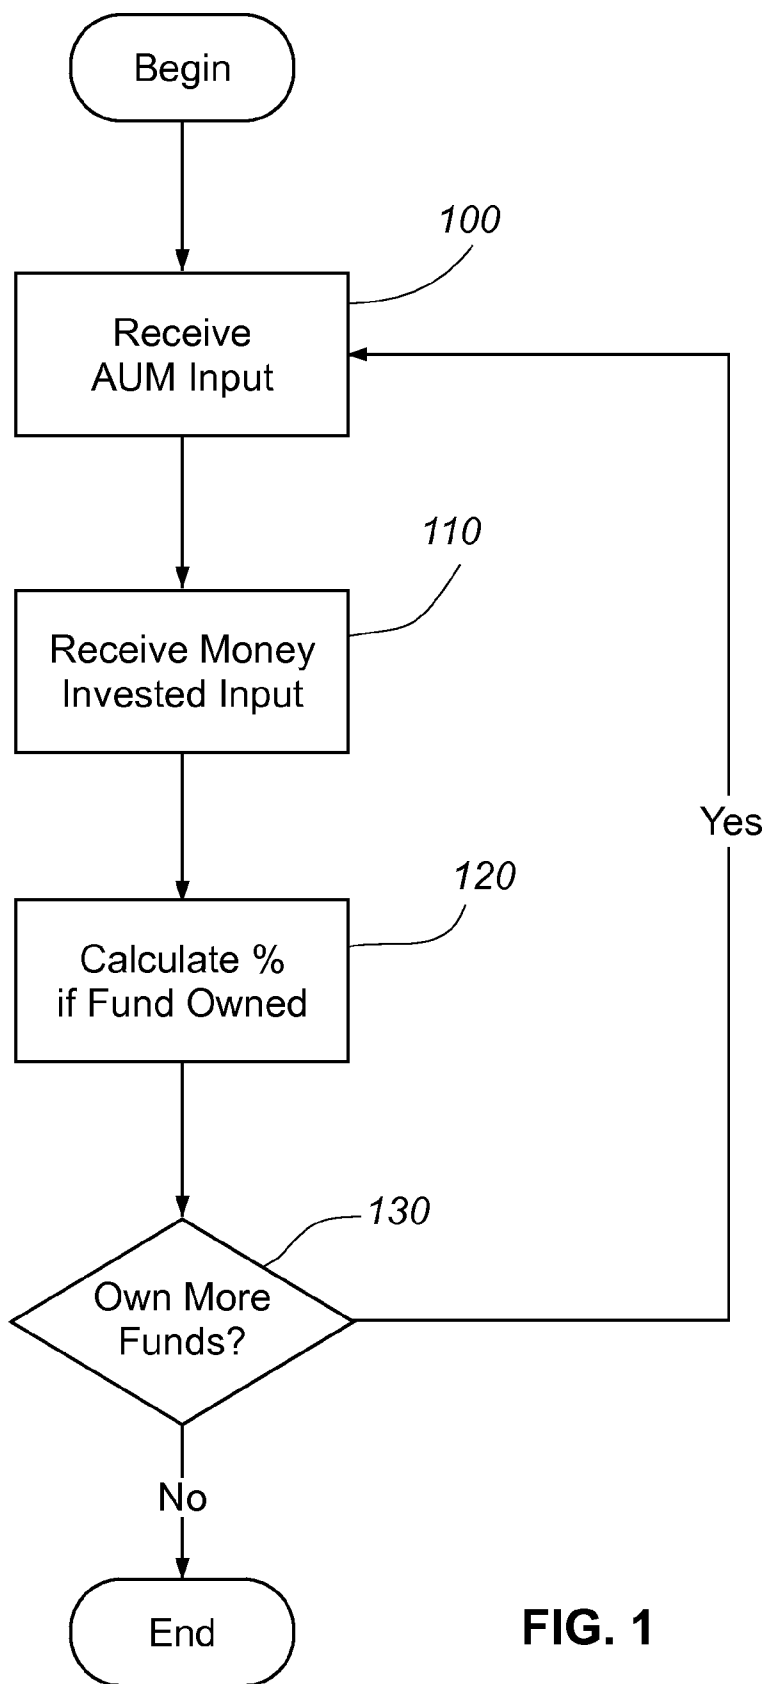 Begin
100
Receive
AUM Input
110
Receive Money
Invested Input
Yes
120
Calculate %
if Fund Owned
130
Own More
Funds?
No
End
FIG. 1